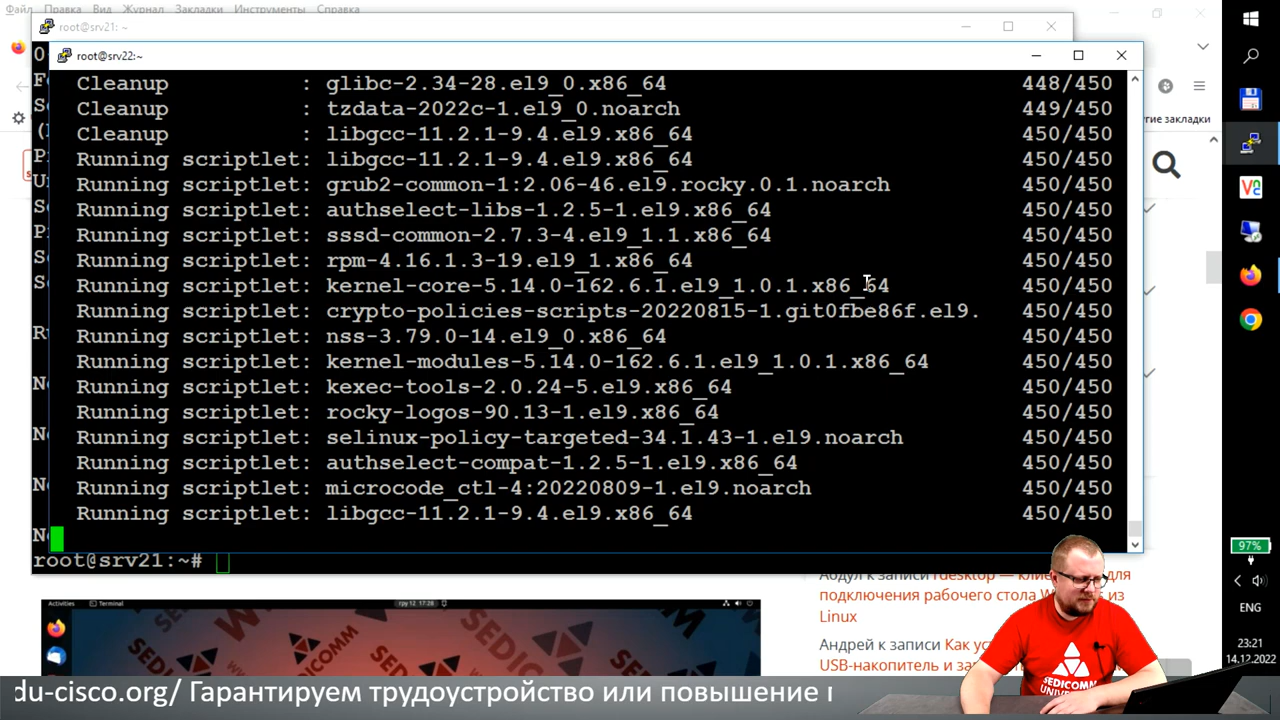 Файл Правка Вид Журнал Закладки Инструменты Справка
root@srv21: ~
root@srv22:~
Cleanup : glibc-2.34-28.el9_0.x86_64 448/450
Cleanup : tzdata-2022c-1.el9_0.noarch 449/450
Cleanup : libgcc-11.2.1-9.4.el9.x86_64 450/450
Running scriptlet: libgcc-11.2.1-9.4.el9.x86_64 450/450
Running scriptlet: grub2-common-1:2.06-46.el9.rocky.0.1.noarch 450/450
Running scriptlet: authselect-libs-1.2.5-1.el9.x86_64 450/450
Running scriptlet: sssd-common-2.7.3-4.el9_1.1.x86_64 450/450
Running scriptlet: rpm-4.16.1.3-19.el9_1.x86_64 450/450
Running scriptlet: kernel-core-5.14.0-162.6.1.el9_1.0.1.x86_64 450/450
Running scriptlet: crypto-policies-scripts-20220815-1.git0fbe86f.el9. 450/450
Running scriptlet: nss-3.79.0-14.el9_0.x86_64 450/450
Running scriptlet: kernel-modules-5.14.0-162.6.1.el9_1.0.1.x86_64 450/450
Running scriptlet: kexec-tools-2.0.24-5.el9.x86_64 450/450
Running scriptlet: rocky-logos-90.13-1.el9.x86_64 450/450
Running scriptlet: selinux-policy-targeted-34.1.43-1.el9.noarch 450/450
Running scriptlet: authselect-compat-1.2.5-1.el9.x86_64 450/450
Running scriptlet: microcode_ctl-4:20220809-1.el9.noarch 450/450
Running scriptlet: libgcc-11.2.1-9.4.el9.x86_64 450/450
root@srv21:~#
гие закладки
97%
ENG
23:21
14.12.2022
Абдул к записи rdesktop — для
подключения рабочего стола из
Linux
Андрей к записи Как
USB-накопитель и
Activities Terminal гру 12 17:28
SEDICOMM
SEDICOMM
du-cisco.org/ Гарантируем трудоустройство или повышение